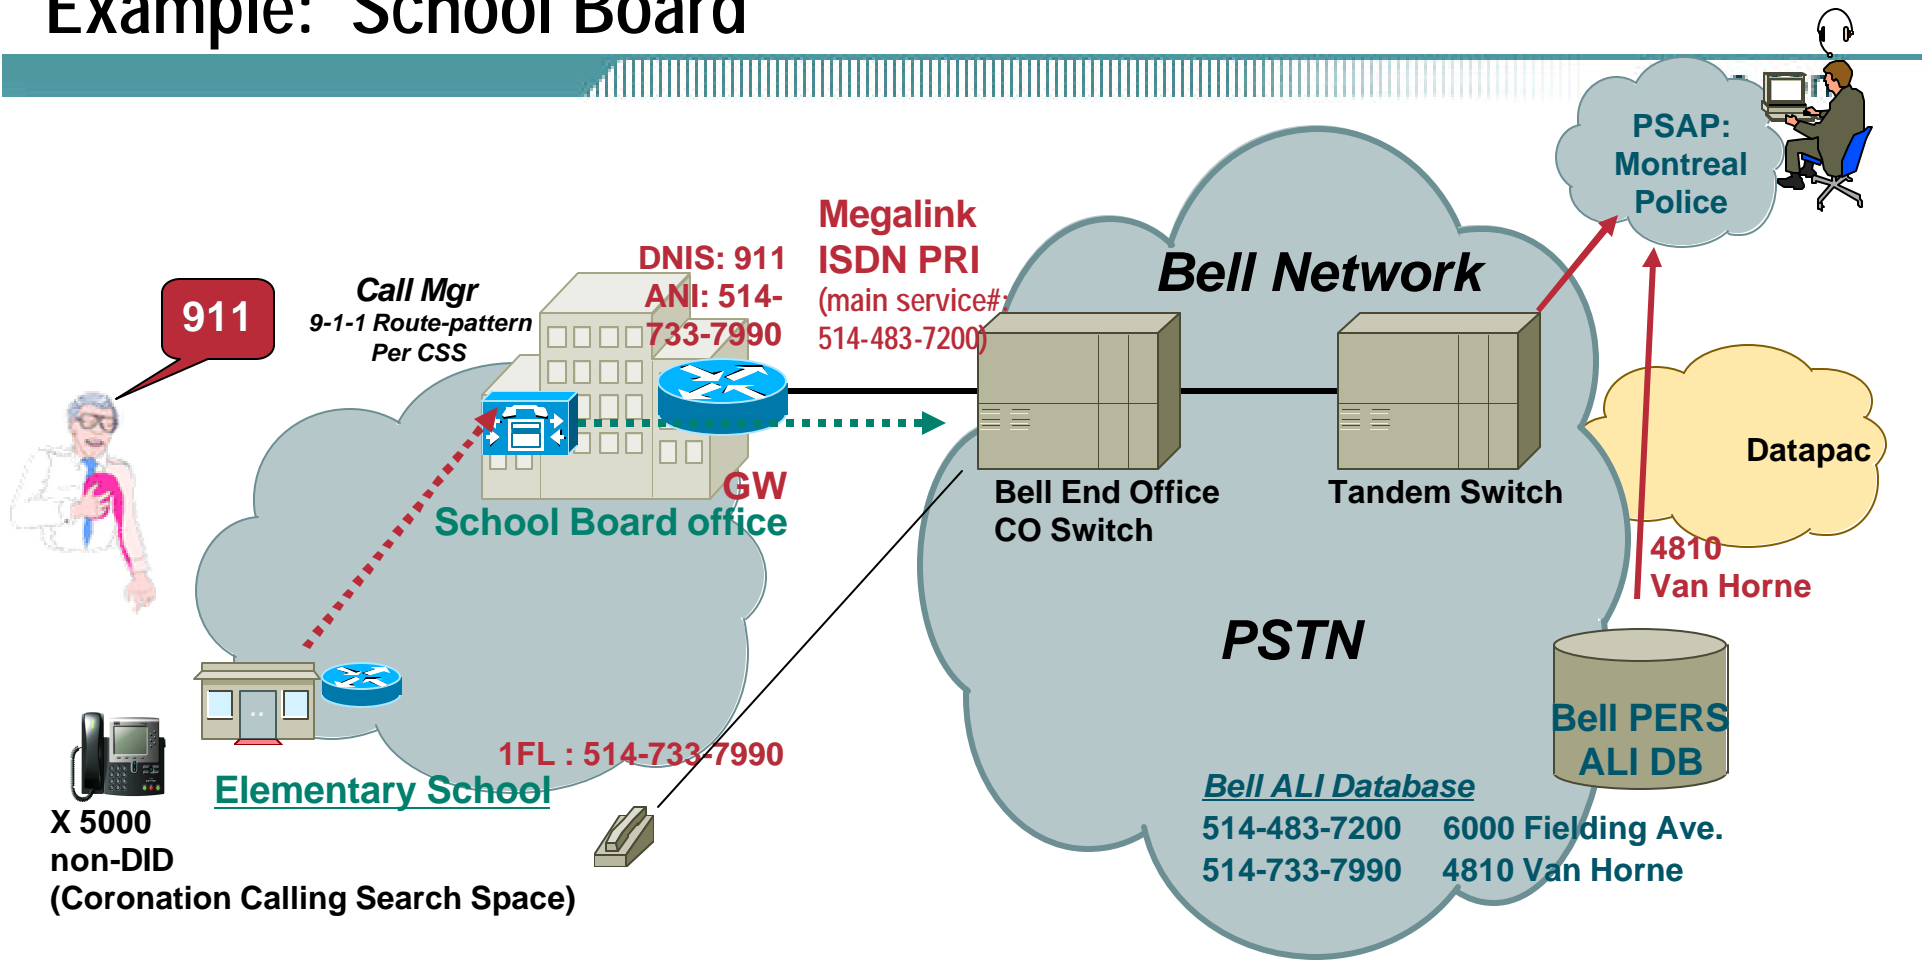 Example: School Board
PSAP:
Montreal
Police
Megalink
ISDN PRI
(main service#:
514-483-7200)
DNIS: 911
ANI: 514-
733-7990
Bell Network
911
Call Mgr
9-1-1 Route-pattern
Per CSS
Datapac
GW
School Board office
Bell End Office
CO Switch
Tandem Switch
4810
Van Horne
PSTN
Bell PERS
ALI DB
1FL : 514-733-7990
Elementary School
X 5000
non-DID
(Coronation Calling Search Space)
Bell ALI Database
514-483-7200 6000 Fielding Ave.
514-733-7990 4810 Van Horne